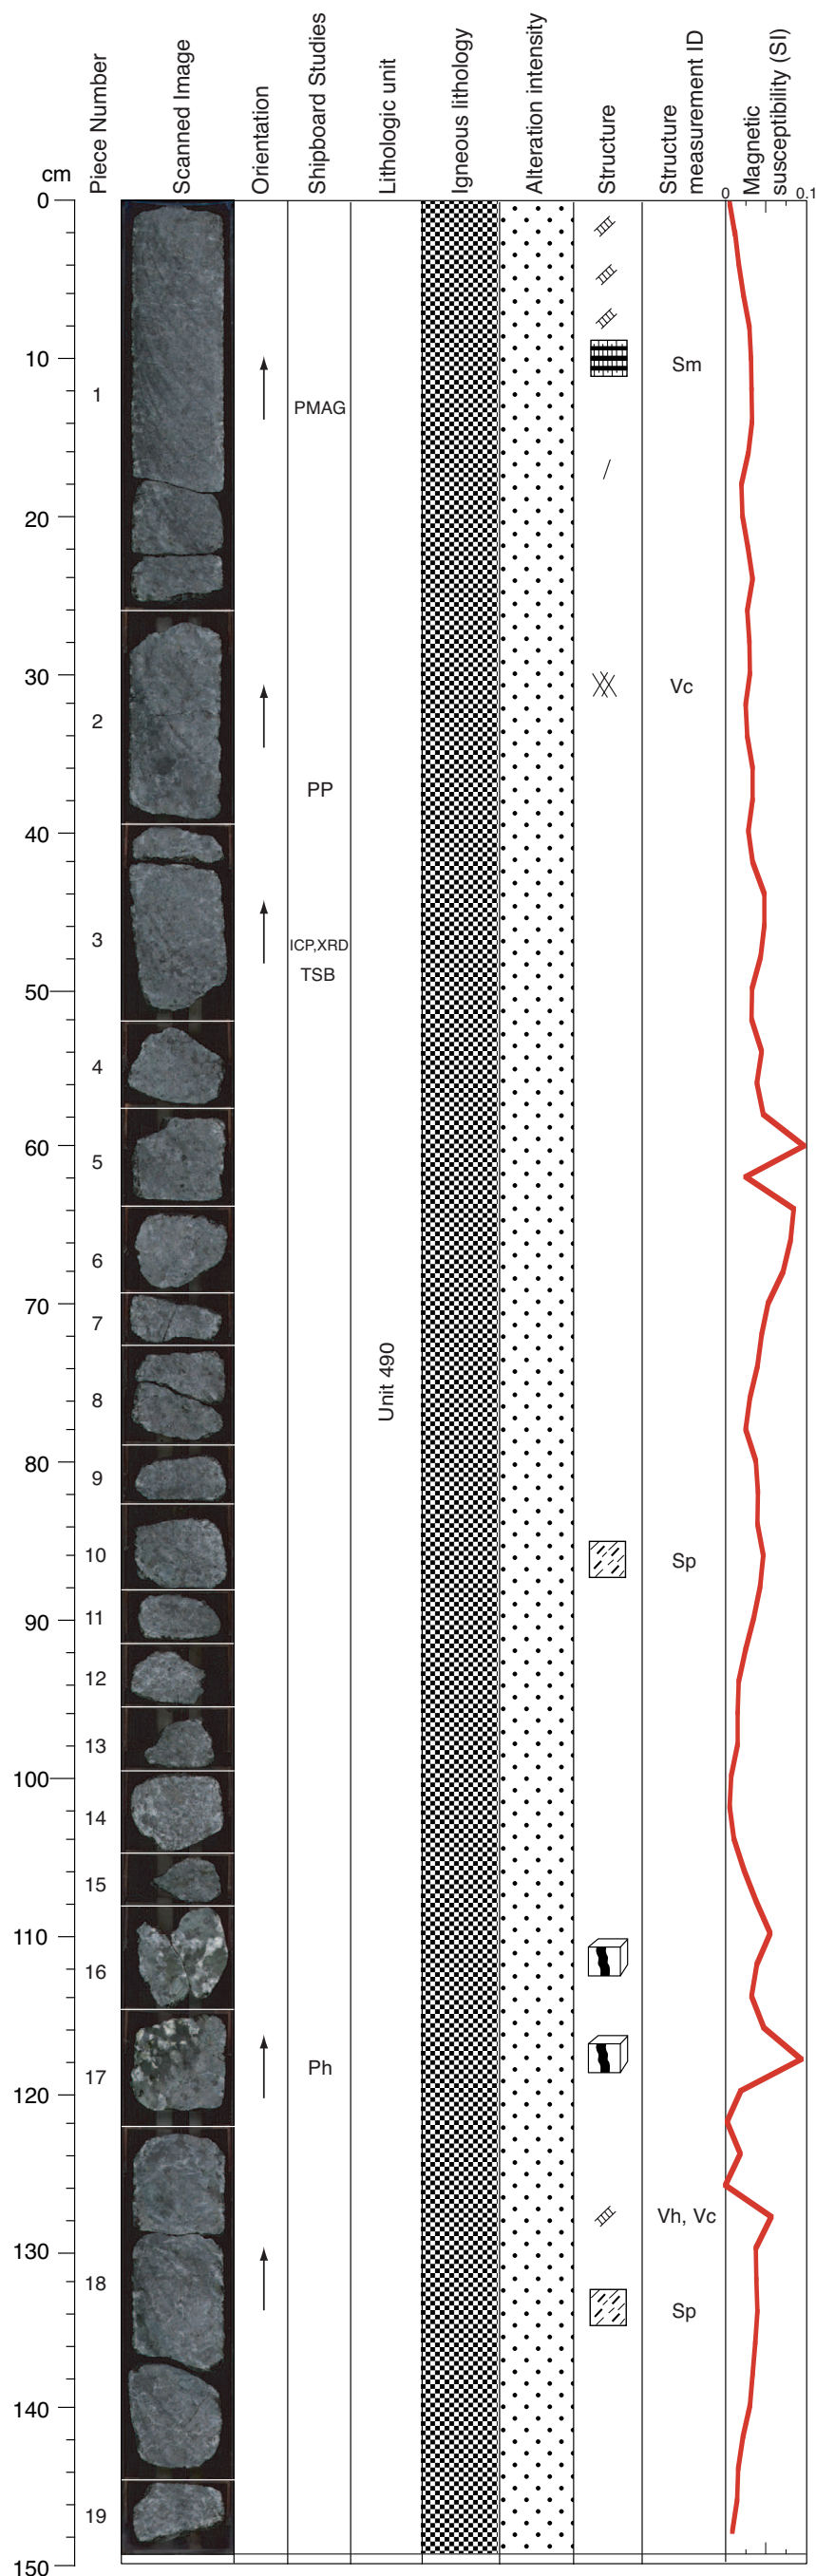 cm
Piece Number
Scanned Image
Orientation
Shipboard Studies
Lithologic unit
Igneous lithology
Alteration intensity
Structure
Structure
measurement ID
Magnetic
susceptibility (SI)
0 0.1
0
10
Sm
1
PMAG
20
30
Vc
2
PP
40
3
ICP,XRD
TSB
50
4
60
5
6
70
7
Unit 490
8
80
9
10
Sp
90
11
12
13
100
14
15
110
16
17
Ph
120
Vh, Vc
130
18
Sp
140
19
150